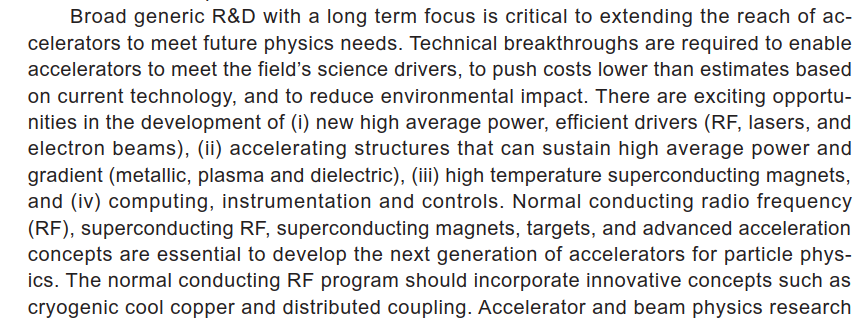 Broad generic R&D with a long term focus is critical to extending the reach of ac-
celerators to meet future physics needs. Technical breakthroughs are required to enable
accelerators to meet the field's science drivers, to push costs lower than estimates based
on current technology, and to reduce environmental impact. There are exciting opportu-
nities in the development of (i) new high average power, efficient drivers (RF, lasers, and
electron beams), (ii) accelerating structures that can sustain high average power and
gradient (metallic, plasma and dielectric), (iii) high temperature superconducting magnets,
and (iv) computing, instrumentation and controls. Normal conducting radio frequency
(RF), superconducting RF, superconducting magnets, targets, and advanced acceleration
concepts are essential to develop the next generation of accelerators for particle phys-
ics. The normal conducting RF program should incorporate innovative concepts such as
cryogenic cool copper and distributed coupling. Accelerator and beam physics research